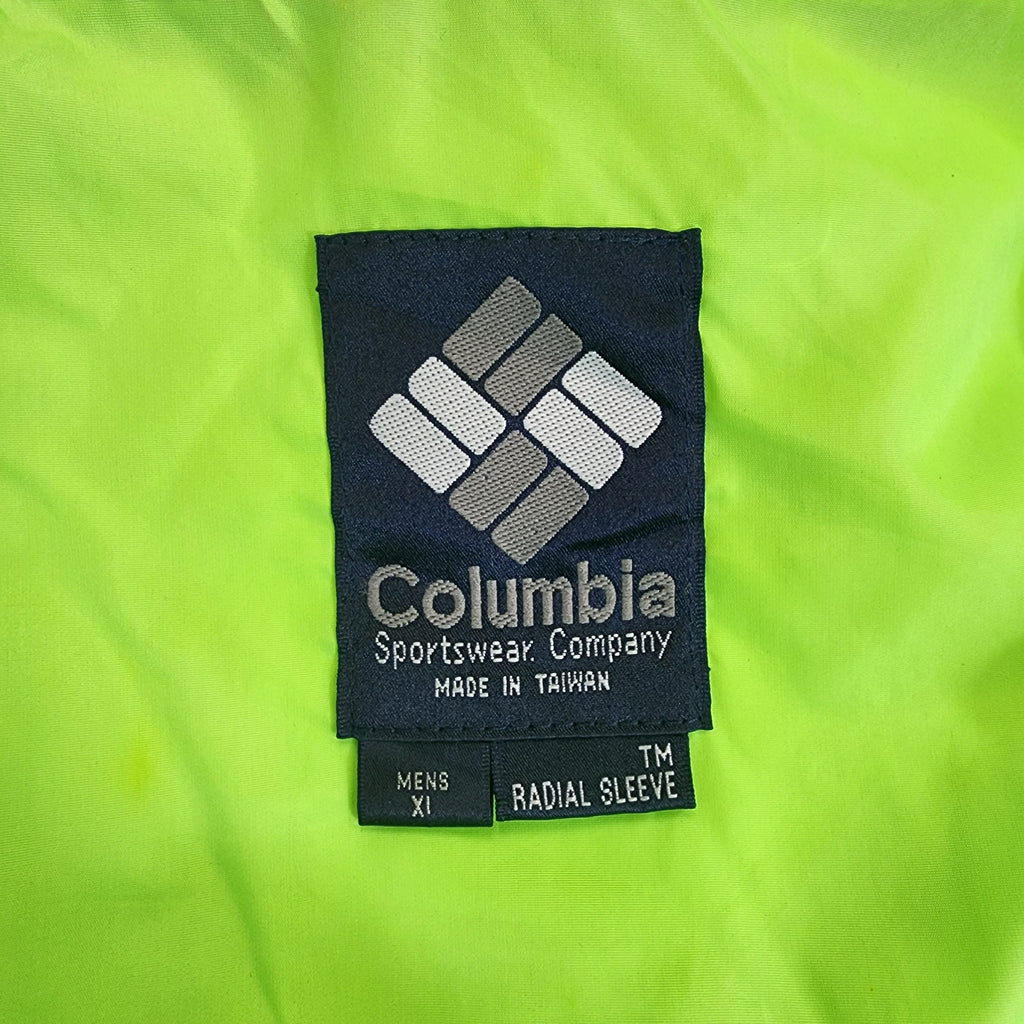 Columbia
Sportswear. Company
MADE IN TAIWAN
MENS
Xl
TM
RADIAL SLEEVE